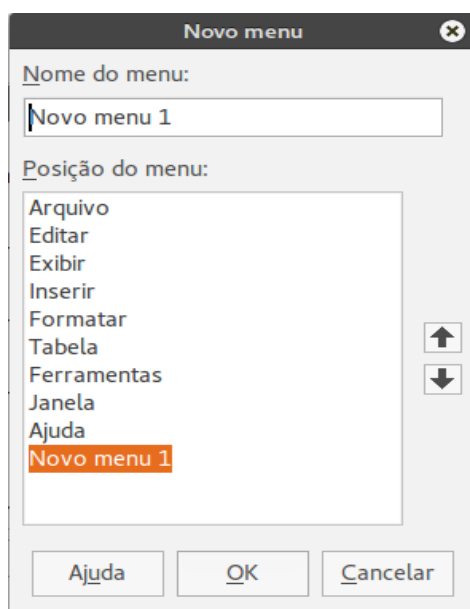 Novo menu
Nome do menu:
Novo menu 1
Posição do menu:
Arquivo
Editar
Exibir
Inserir
Formatar
Tabela
Ferramentas
Janela
Ajuda
Novo menu 1
Ajuda OK Cancelar